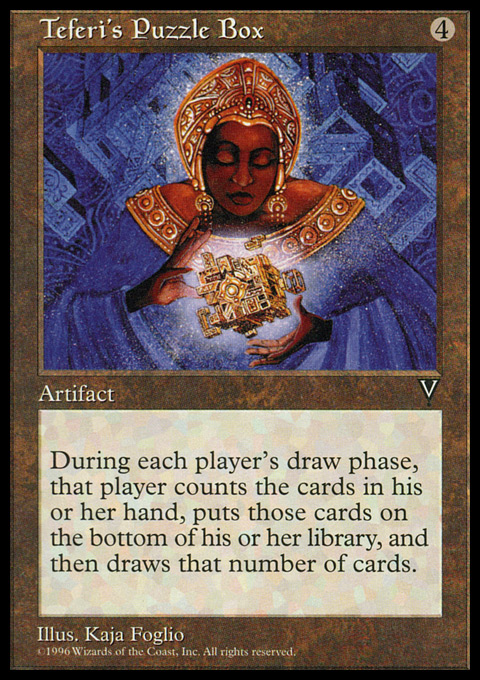 Teferi's Puzzle Box
4
Artifact
V
During each player's draw phase,
that player counts the cards in his
or her hand, puts those cards on
the bottom of his or her library, and
then draws that number of cards.
Illus. Kaja Foglio
©1996 Wizards of the Coast, Inc. All rights reserved.